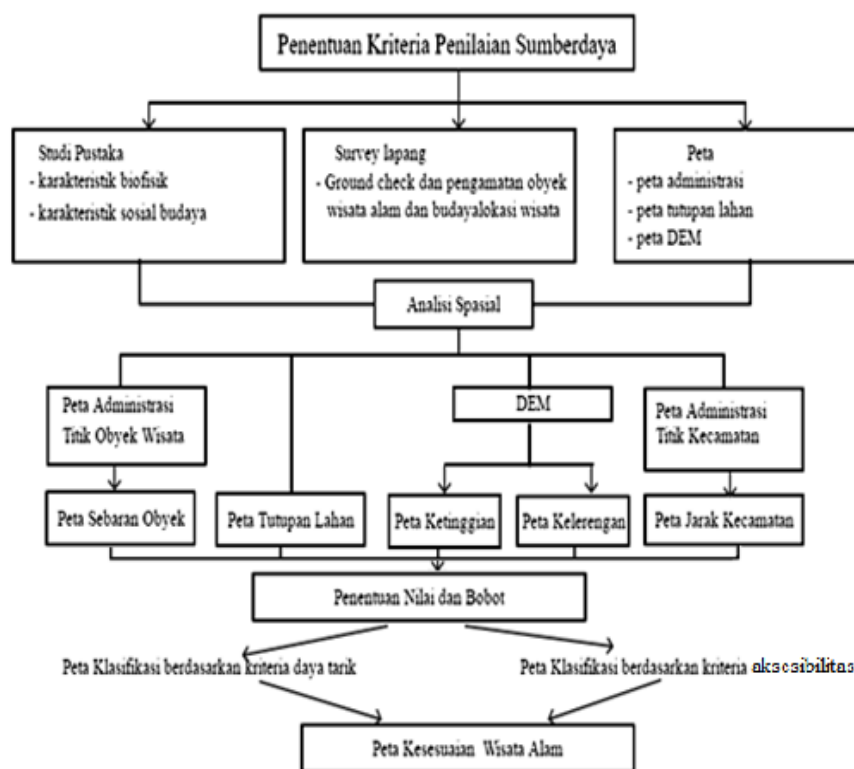 Penentuan Kriteria Penilaian Sumberdaya
Studi Pustaka
- karakteristik biofisik
- karakteristik sosial budaya
Survey lapang
- Ground check dan pengamatan obyek
wisata alam dan budayalokasi wisata
Peta
- peta administrasi
- peta tutupan lahan
- peta DEM
Analisi Spasial
Peta Administrasi
Titik Obyek Wisata
DEM
Peta Administrasi
Titik Kecamatan
Peta Sebaran Obyek
Peta Tutupan Lahan
Peta Ketinggian
Peta Kelerengan
Peta Jarak Kecamatan
Penentuan Nilai dan Bobot
Peta Klasifikasi berdasarkan kriteria daya tarik
Peta Klasifikasi berdasarkan kriteria aksesibilitas
Peta Kesesuaian Wisata Alam